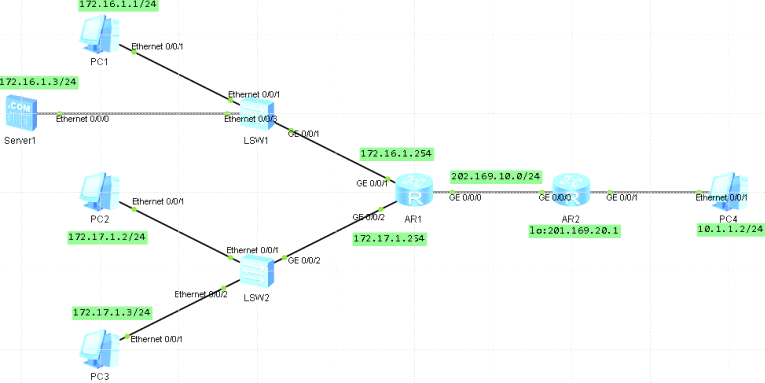 172.16.1.1/24
Ethernet 0/0/1
PC1
172.16.1.3/24
Ethernet 0/0/1
.COM
Ethernet 0/0/0
Ethernet 0/0/3
Server1
LSW1
GE 0/0/1
172.16.1.254
202.169.10.0/24
GE 0/0/1
R
R
Ethernet 0/0/1
GE 0/0/0
GE 0/0/0
GE 0/0/1
Ethernet 0/0/1
PC2
GE 0/0/2
AR1
AR2
PC4
172.17.1.2/24
172.17.1.254
lo:201.169.20.1
10.1.1.2/24
Ethernet 0/0/1
GE 0/0/2
Ethernet 0/0/2
LSW2
172.17.1.3/24
Ethernet 0/0/1
PC3